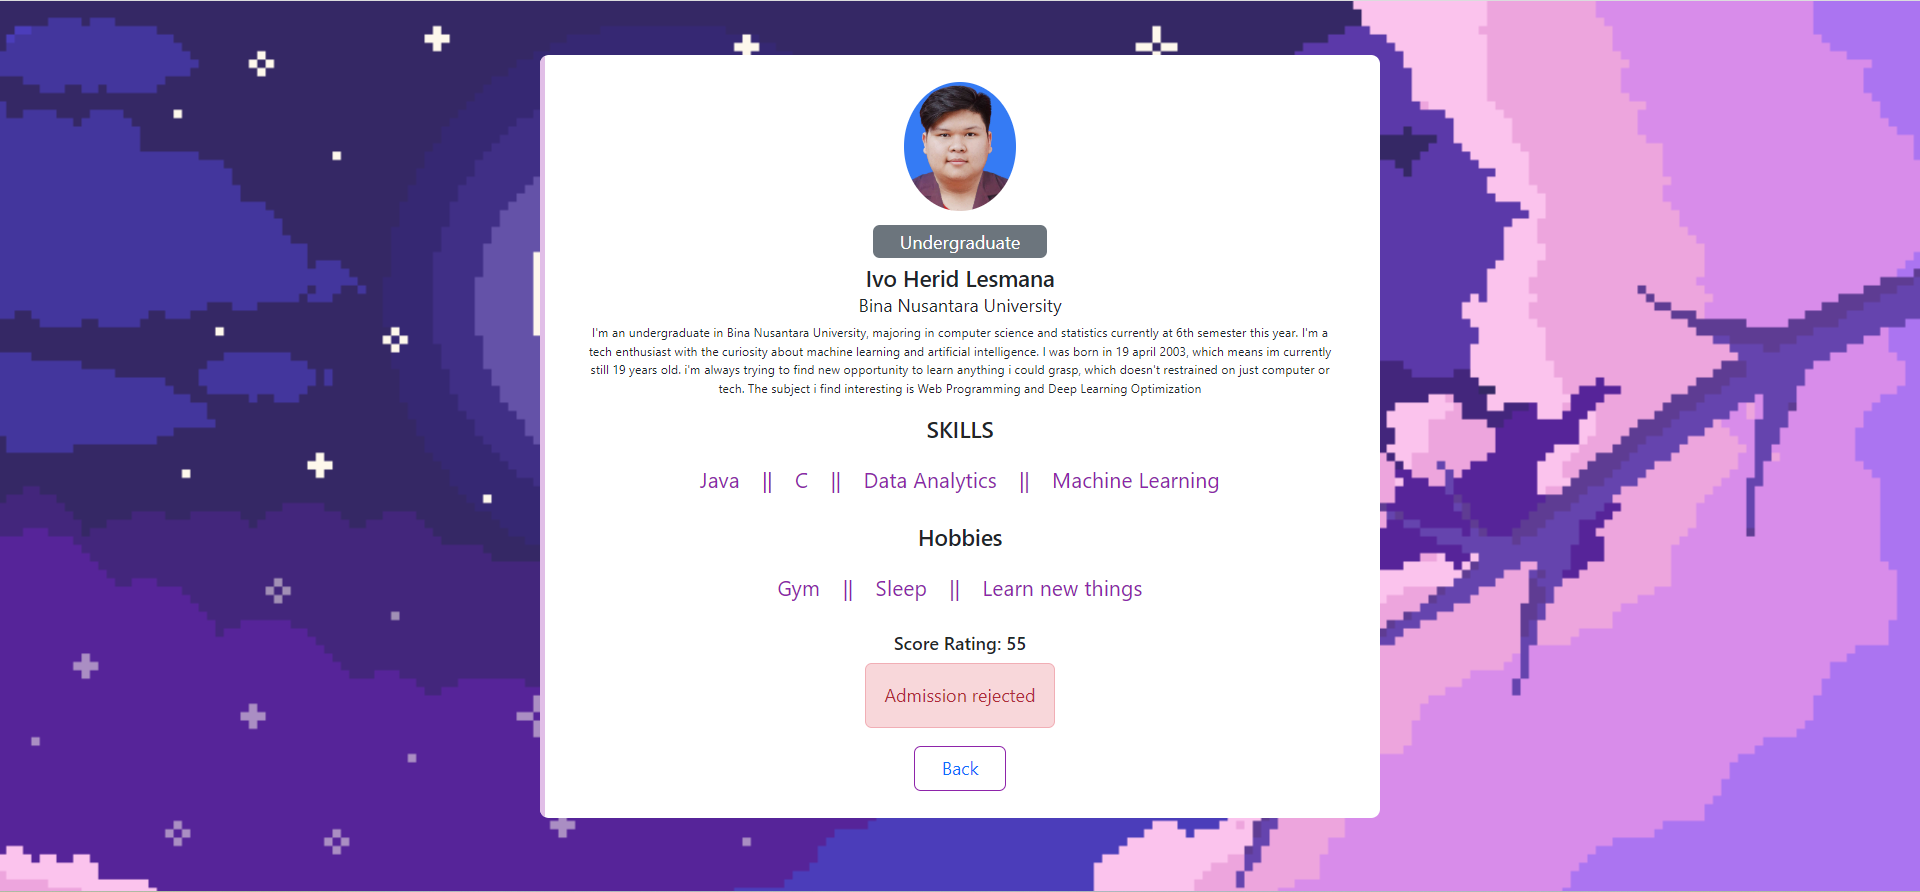 Undergraduate
Ivo Herid Lesmana
Bina Nusantara University
I'm an undergraduate in Bina Nusantara University, majoring in computer science and statistics currently at 6th semester this year. I'm a
tech enthusiast with the curiosity about machine learning and artificial intelligence. I was born in 19 april 2003, which means im currently
still 19 years old. i'm always trying to find new opportunity to learn anything i could grasp, which doesn't restrained on just computer or
tech. The subject i find interesting is Web Programming and Deep Learning Optimization
SKILLS
Java || C || Data Analytics || Machine Learning
Hobbies
Gym || Sleep || Learn new things
Score Rating: 55
Admission rejected
Back